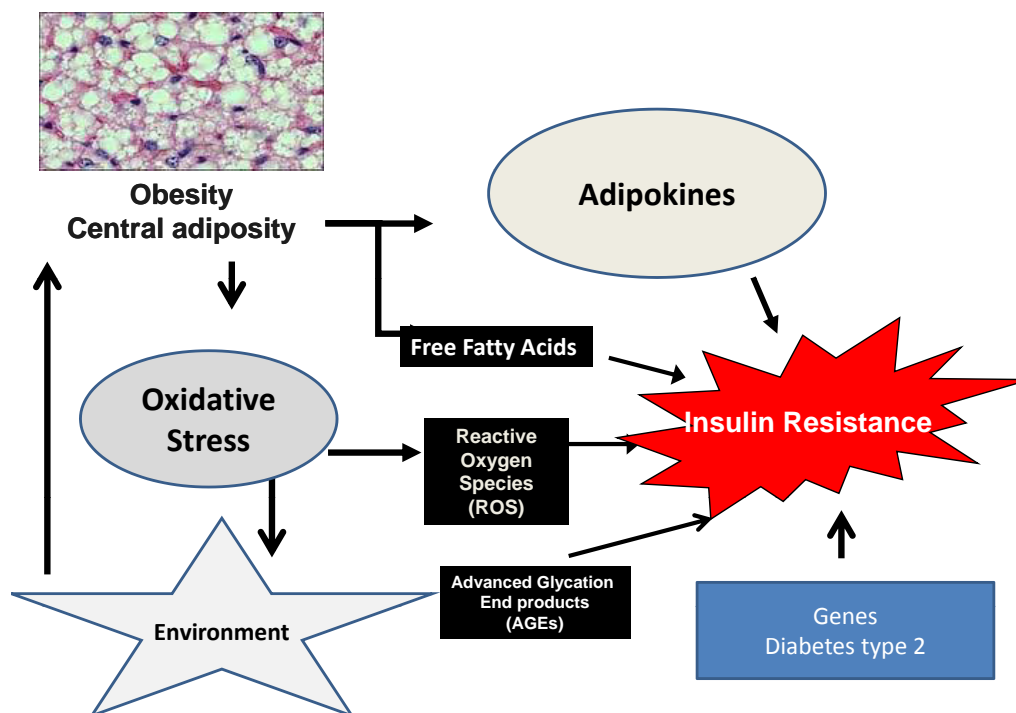 Obesity
Central adiposity
Adipokines
Free Fatty Acids
Oxidative
Stress
Reactive
Oxygen
Species
(ROS)
Insulin Resistance
Advanced Glycation
End products
(AGEs)
Environment
Genes
Diabetes type 2